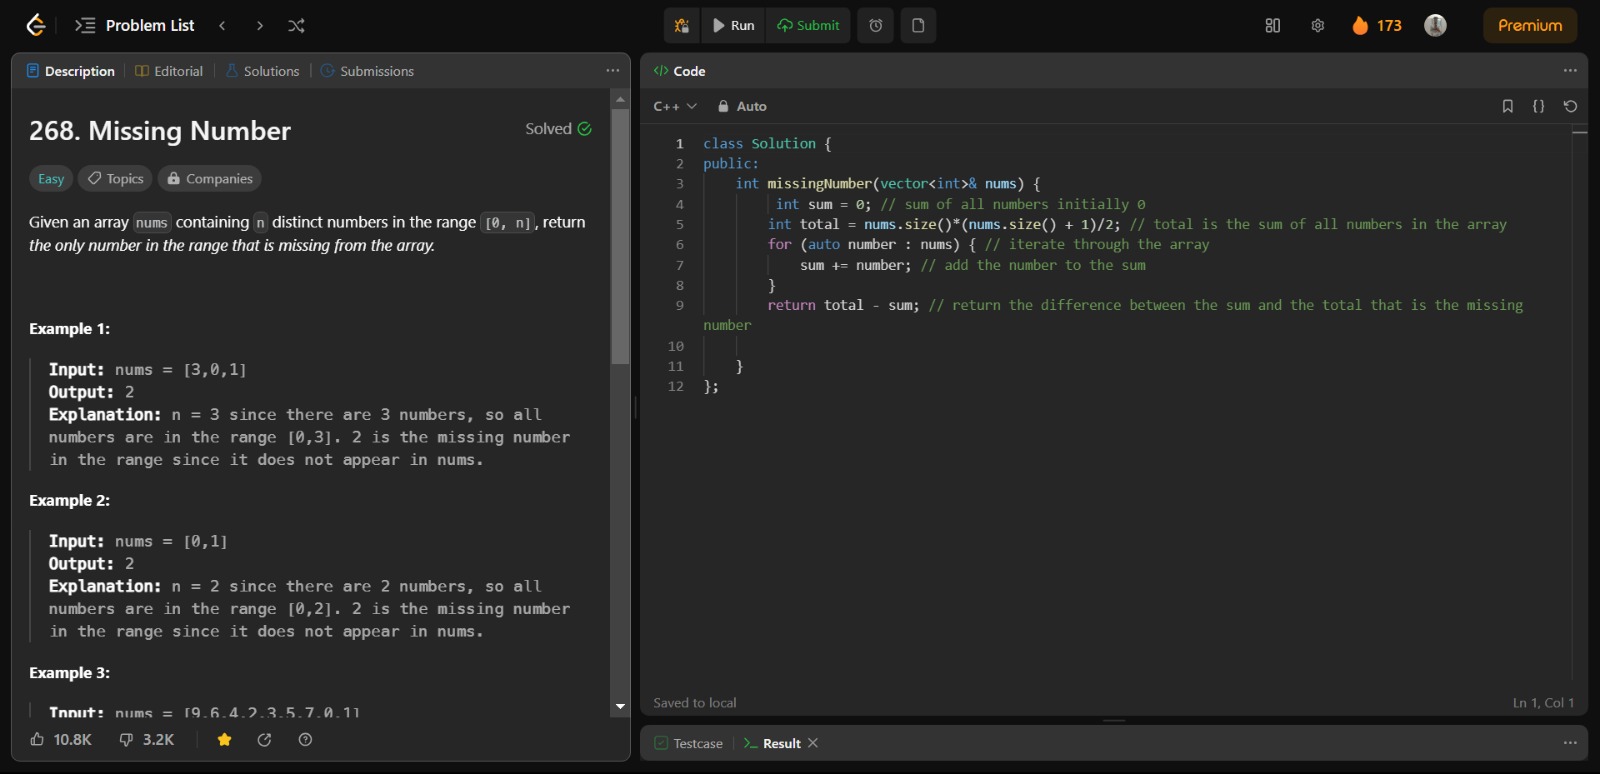 Problem List
Run
Submit
173
Premium
Description
Editorial
Solutions
Submissions
268. Missing Number
Solved
Easy
Topics
Companies
Given an array nums containing n distinct numbers in the range [0, n], return
the only number in the range that is missing from the array.
Example 1:
Input: nums = [3,0,1]
Output: 2
Explanation: n = 3 since there are 3 numbers, so all
numbers are in the range [0,3]. 2 is the missing number
in the range since it does not appear in nums.
Example 2:
Input: nums = [0,1]
Output: 2
Explanation: n = 2 since there are 2 numbers, so all
numbers are in the range [0,2]. 2 is the missing number
in the range since it does not appear in nums.
Example 3:
Input: nums = [9,6,4,2,3,5,7,0,1]
10.8K
3.2K
</> Code
C++
Auto
1 class Solution {
2 public:
3 int missingNumber(vector<int>& nums) {
4 int sum = 0; // sum of all numbers initially 0
5 int total = nums.size()*(nums.size() + 1)/2; // total is the sum of all numbers in the array
6 for (auto number : nums) { // iterate through the array
7 sum += number; // add the number to the sum
8 }
9 return total - sum; // return the difference between the sum and the total that is the missing
number
10
11 }
12 };
Saved to local
Ln 1, Col 1
Testcase
Result